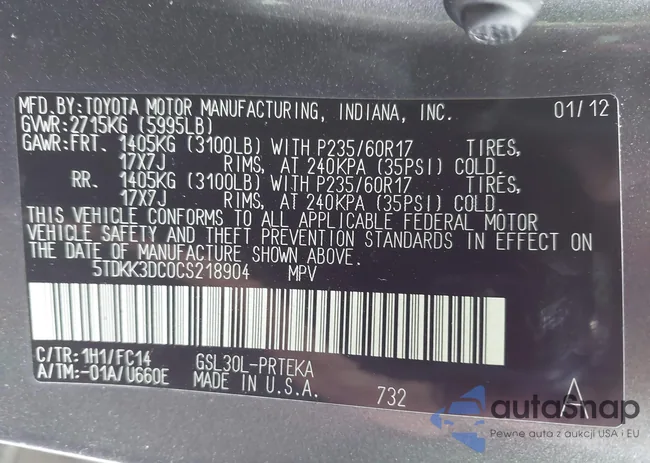 MFD.BY:TOYOTA MOTOR MANUFACTURING, INDIANA, INC. 01/12
GVWR:2715KG (5995LB)
GAWR:FRT. 1405KG (3100LB) WITH P235/60R17 TIRES,
17X7J RIMS, AT 240KPA (35PSI) COLD.
RR. 1405KG (3100LB) WITH P235/60R17 TIRES,
17X7J RIMS, AT 240KPA (35PSI) COLD.
THIS VEHICLE CONFORMS TO ALL APPLICABLE FEDERAL MOTOR
VEHICLE SAFETY AND THEFT PREVENTION STANDARDS IN EFFECT ON
THE DATE OF MANUFACTURE SHOWN ABOVE.
5TDKK3DC0CS218904 MPV
C/TR:1H1/FC14 GSL30L-PRTEKA
A/TM:-01A/U660E MADE IN U.S.A. 732 A
autoSnap
Pewne auta z aukcji USA i EU